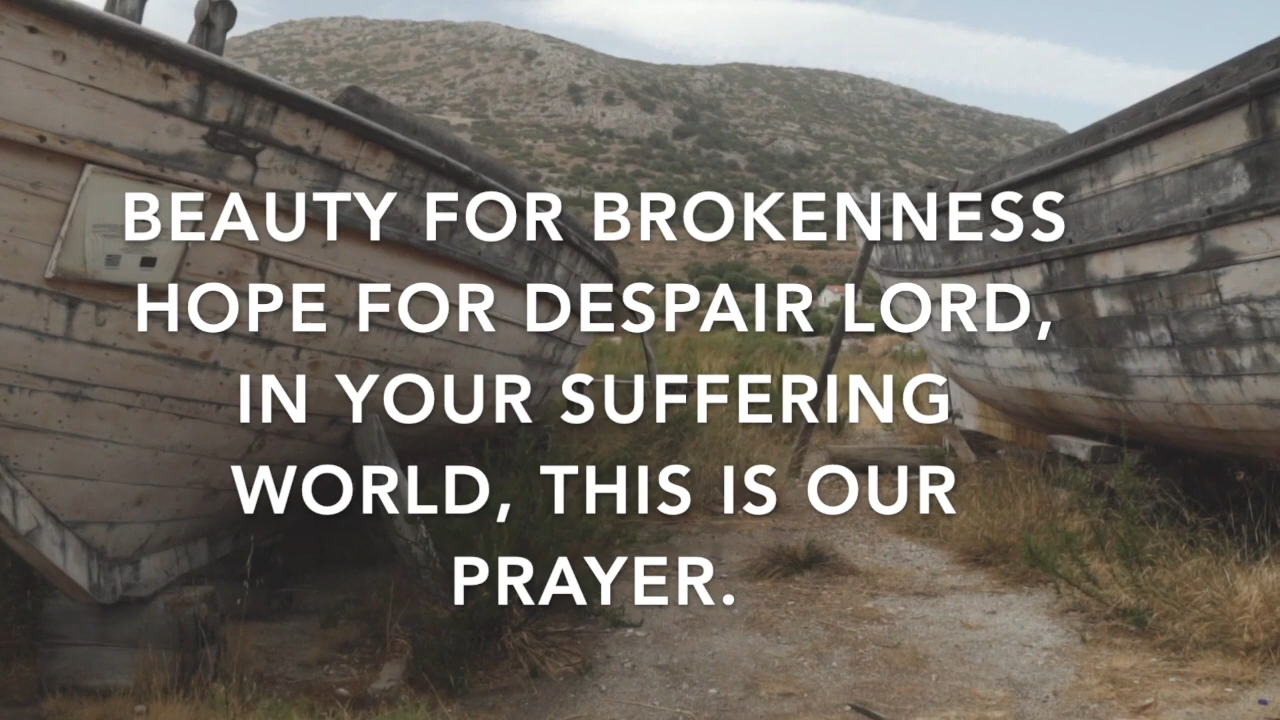 BEAUTY FOR BROKENNESS
HOPE FOR DESPAIR LORD,
IN YOUR SUFFERING
WORLD, THIS IS OUR
PRAYER.